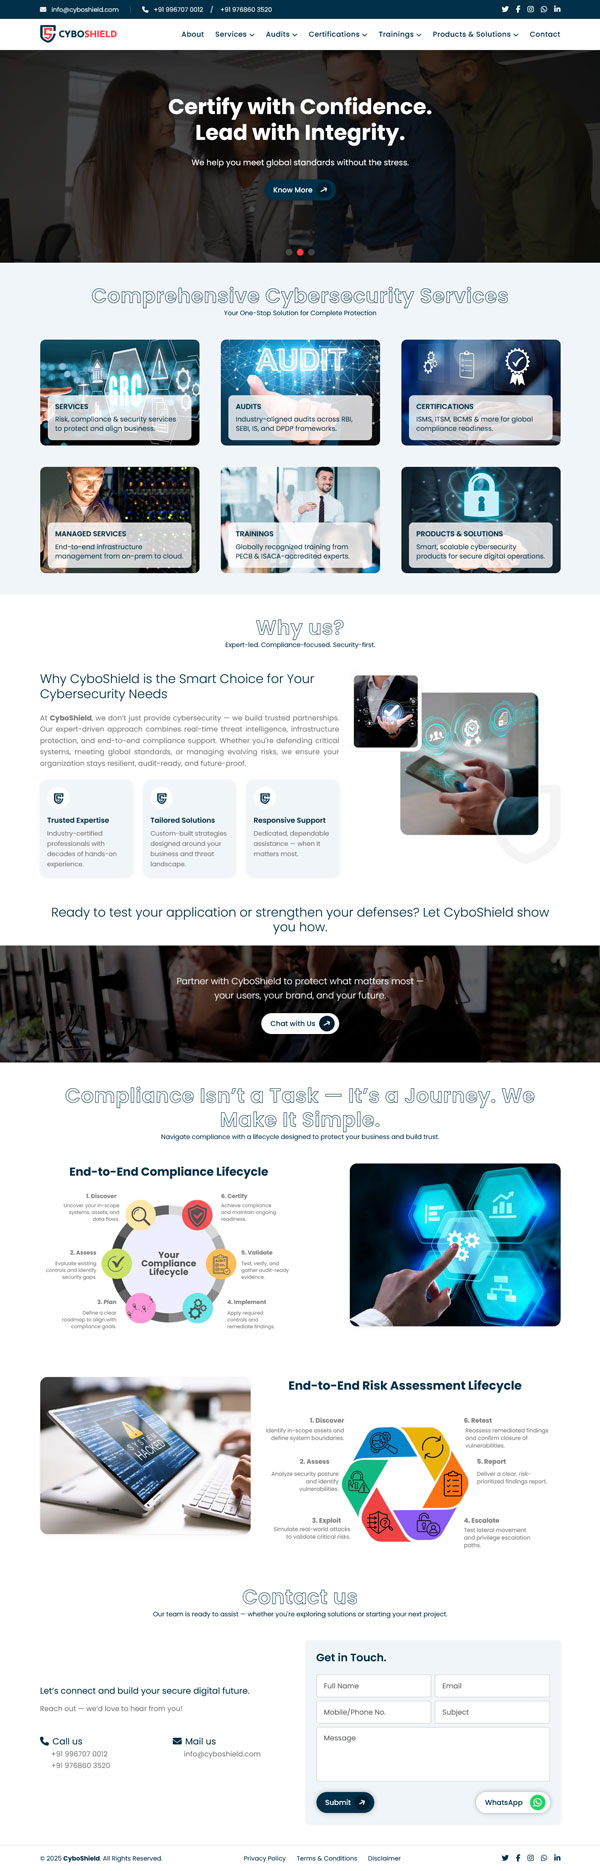 info@cyboshield.com +91 996707 0012 / +91 976860 3520
CYBOSHIELD
About Services Audits Certifications Trainings Products & Solutions Contact
Certify with Confidence.
Lead with Integrity.
We help you meet global standards without the stress.
Know More
Comprehensive Cybersecurity Services
Your One-Stop Solution for Complete Protection
GRC
SERVICES
Risk, compliance & security services
to protect and align business.
AUDIT
AUDITS
Industry-aligned audits across RBI,
SEBI, IS, and DPDP frameworks.
CERTIFICATIONS
ISMS, ITSM, BCMS & more for global
compliance readiness.
MANAGED SERVICES
End-to-end infrastructure
management from on-prem to cloud.
TRAININGS
Globally recognized training from
PECB & ISACA-accredited experts.
PRODUCTS & SOLUTIONS
Smart, scalable cybersecurity
products for secure digital operations.
Why us?
Expert-led. Compliance-focused. Security-first.
Why CyboShield is the Smart Choice for Your
Cybersecurity Needs
At CyboShield, we don't just provide cybersecurity — we build trusted partnerships.
Our expert-driven approach combines real-time threat intelligence, infrastructure
protection, and end-to-end compliance support. Whether you're defending critical
systems, meeting global standards, or managing evolving risks, we ensure your
organization stays resilient, audit-ready, and future-proof.
Trusted Expertise
Industry-certified
professionals with
decades of hands-on
experience.
Tailored Solutions
Custom-built strategies
designed around your
business and threat
landscape.
Responsive Support
Dedicated, dependable
assistance — when it
matters most.
Ready to test your application or strengthen your defenses? Let CyboShield show
you how.
Partner with CyboShield to protect what matters most —
your users, your brand, and your future.
Chat with Us
Compliance Isn't a Task — It's a Journey. We
Make It Simple.
Navigate compliance with a lifecycle designed to protect your business and build trust.
End-to-End Compliance Lifecycle
1. Discover
Uncover your in-scope
systems, assets, and
data flows.
6. Certify
Achieve compliance
and maintain ongoing
readiness.
2. Assess
Evaluate existing
controls and identify
security gaps.
Your
Compliance
Lifecycle
5. Validate
Test, verify, and
gather audit-ready
evidence.
3. Plan
Define a clear
roadmap to align with
compliance goals.
4. Implement
Apply required
controls and
remediate findings.
SYSTEM
HACKED
End-to-End Risk Assessment Lifecycle
1. Discover
Identify in-scope assets and
define system boundaries.
6. Retest
Reassess remediated findings
and confirm closure of
vulnerabilities.
2. Assess
Analyze security posture
and identify
vulnerabilities.
5. Report
Deliver a clear, risk-
prioritized findings report.
3. Exploit
Simulate real-world attacks
to validate critical risks.
4. Escalate
Test lateral movement
and privilege escalation
paths.
Contact us
Our team is ready to assist — whether you're exploring solutions or starting your next project.
Let's connect and build your secure digital future.
Reach out — we'd love to hear from you!
Call us
+91 996707 0012
+91 976860 3520
Mail us
info@cyboshield.com
Get in Touch.
Full Name Email
Mobile/Phone No. Subject
Message
Submit WhatsApp
© 2025 CyboShield. All Rights Reserved. Privacy Policy Terms & Conditions Disclaimer